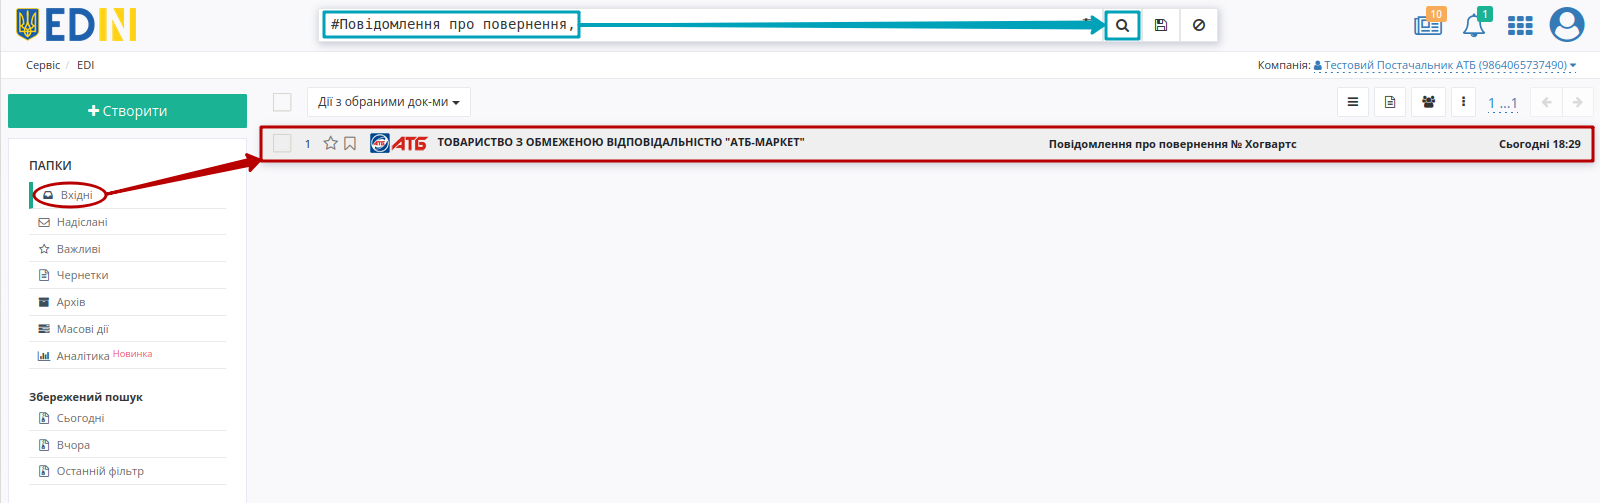 EDIN
#Повідомлення про повернення,
10
1
Сервіс / EDI
Компанія: Тестовий Постачальник АТБ (9864065737490)
Створити
Дії з обраними док-ми
1 ...1
1 АТБ АТБ ТОВАРИСТВО З ОБМЕЖЕНОЮ ВІДПОВІДАЛЬНІСТЮ "АТБ-МАРКЕТ" Повідомлення про повернення № Хогвартс Сьогодні 18:29
ПАПКИ
Вхідні
Надіслані
Важливі
Чернетки
Архів
Масові дії
Аналітика Новинка
Збережений пошук
Сьогодні
Вчора
Останній фільтр